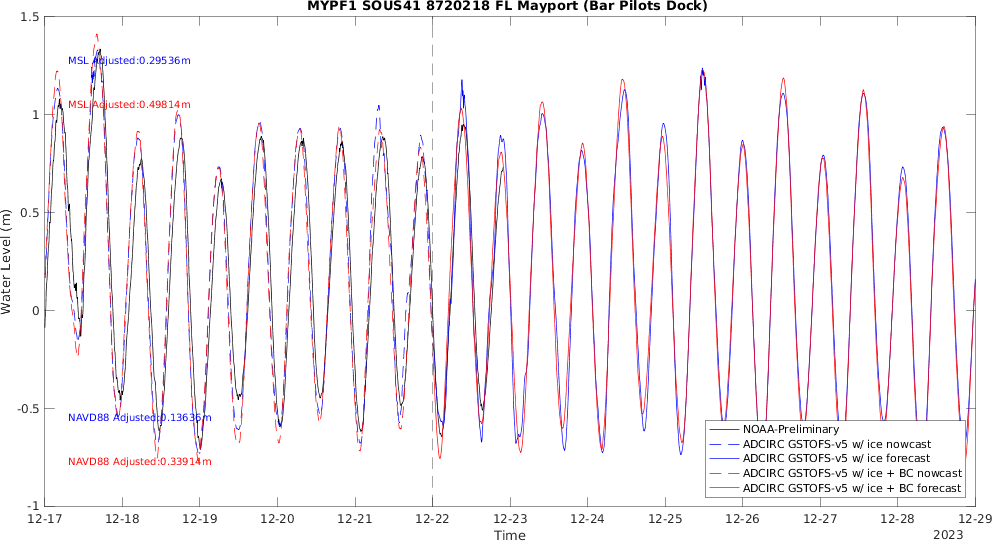 MYPF1 SOUS41 8720218 FL Mayport (Bar Pilots Dock)
1.5
1
0.5
0
-0.5
-1
Water Level (m)
MSL Adjusted:0.29536m
MSL Adjusted:0.49814m
NAVD88 Adjusted:0.13636m
NAVD88 Adjusted:0.33914m
NOAA-Preliminary
ADCIRC GSTOFS-v5 w/ ice nowcast
ADCIRC GSTOFS-v5 w/ ice forecast
ADCIRC GSTOFS-v5 w/ ice + BC nowcast
ADCIRC GSTOFS-v5 w/ ice + BC forecast
12-17 12-18 12-19 12-20 12-21 12-22 12-23 12-24 12-25 12-26 12-27 12-28 12-29
Time
2023